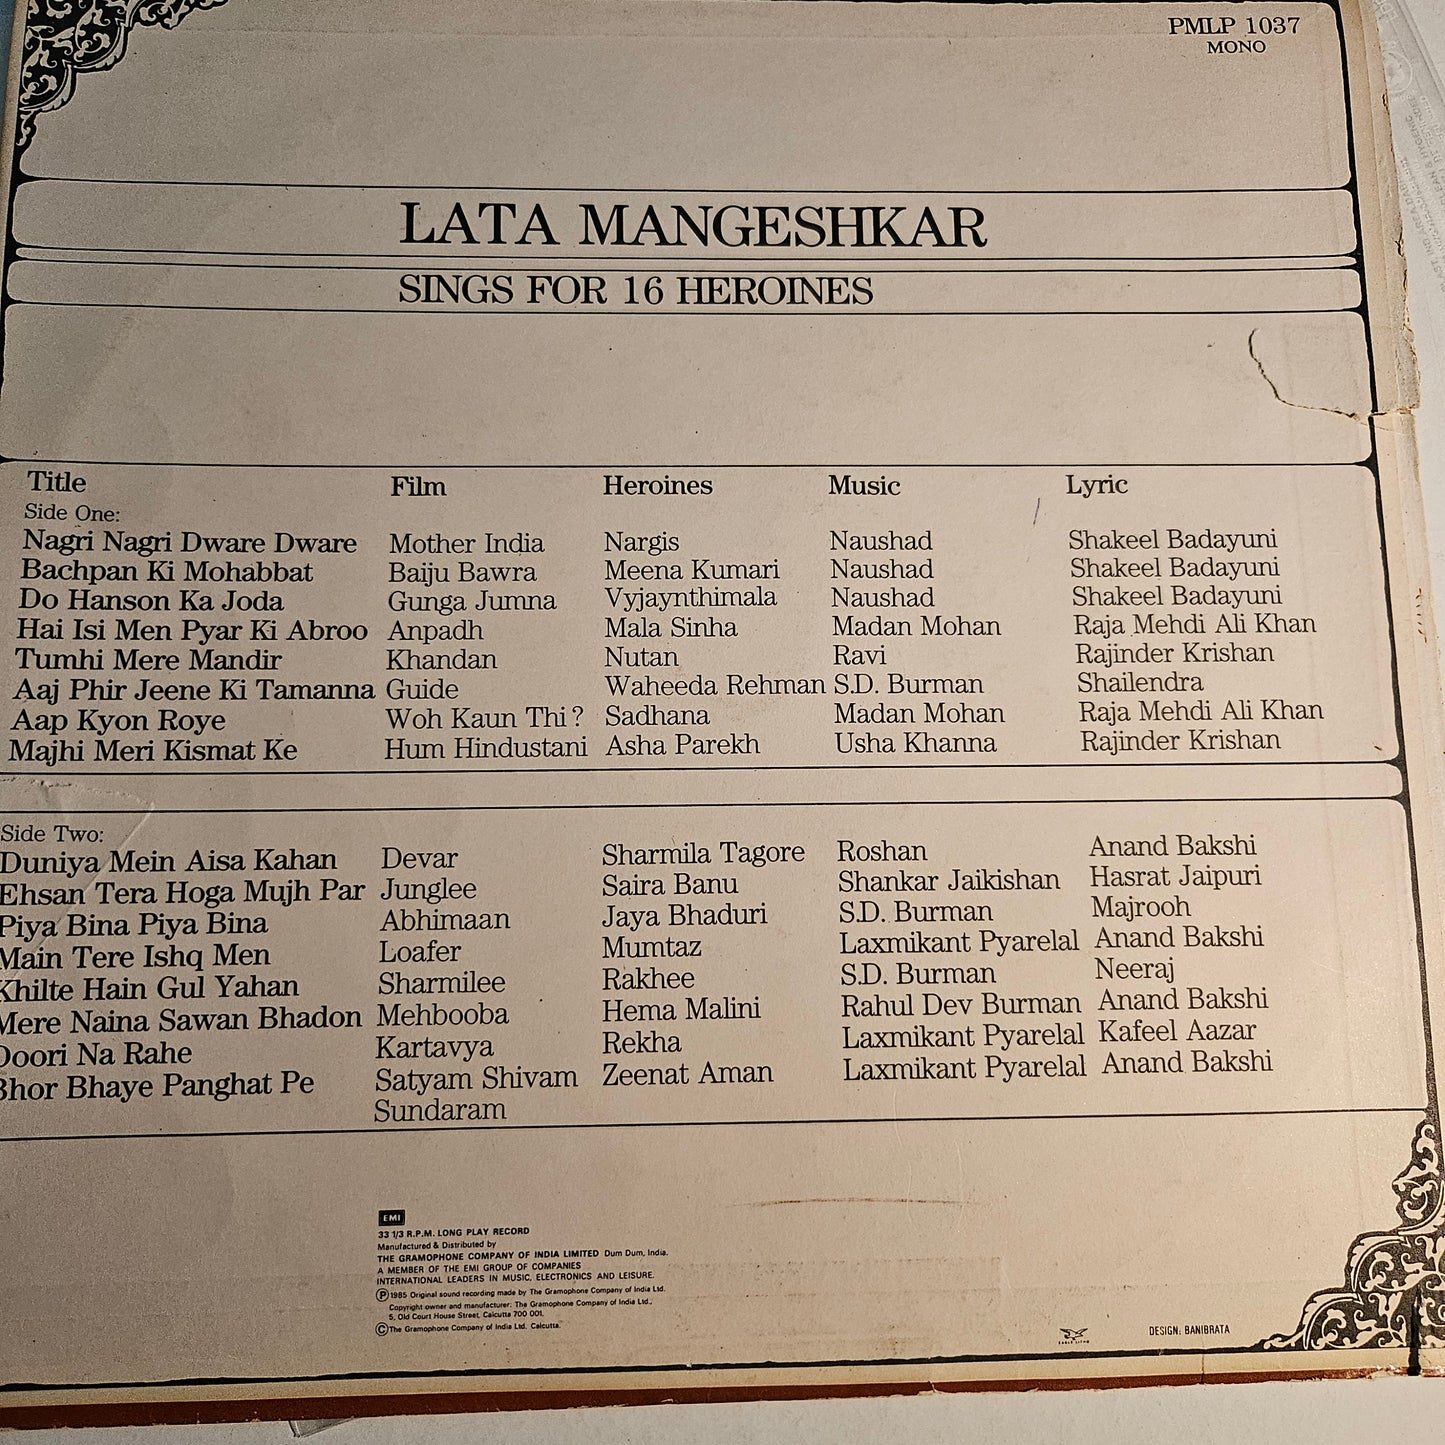 PMLP 1037
MONO
LATA MANGESHKAR
SINGS FOR 16 HEROINES
Title Film Heroines Music Lyric
Side One:
Nagri Nagri Dware Dware Mother India Nargis Naushad Shakeel Badayuni
Bachpan Ki Mohabbat Baiju Bawra Meena Kumari Naushad Shakeel Badayuni
Do Hanson Ka Joda Gunga Jumna Vyjaynthimala Naushad Shakeel Badayuni
Hai Isi Men Pyar Ki Abroo Anpadh Mala Sinha Madan Mohan Raja Mehdi Ali Khan
Tumhi Mere Mandir Khandan Nutan Ravi Rajinder Krishan
Aaj Phir Jeene Ki Tamanna Guide Waheeda Rehman S.D. Burman Shailendra
Aap Kyon Roye Woh Kaun Thi? Sadhana Madan Mohan Raja Mehdi Ali Khan
Majhi Meri Kismat Ke Hum Hindustani Asha Parekh Usha Khanna Rajinder Krishan
Side Two:
Duniya Mein Aisa Kahan Devar Sharmila Tagore Roshan Anand Bakshi
Ehsan Tera Hoga Mujh Par Junglee Saira Banu Shankar Jaikishan Hasrat Jaipuri
Piya Bina Piya Bina Abhimaan Jaya Bhaduri S.D. Burman Majrooh
Main Tere Ishq Men Loafer Mumtaz Laxmikant Pyarelal Anand Bakshi
Khilte Hain Gul Yahan Sharmilee Rakhee S.D. Burman Neeraj
Mere Naina Sawan Bhadon Mehbooba Hema Malini Rahul Dev Burman Anand Bakshi
Doori Na Rahe Kartavya Rekha Laxmikant Pyarelal Kafeel Aazar
Bhor Bhaye Panghat Pe Satyam Shivam Zeenat Aman Laxmikant Pyarelal Anand Bakshi
Sundaram
EMI
33 1/3 R.P.M. LONG PLAY RECORD
Manufactured & Distributed by
THE GRAMOPHONE COMPANY OF INDIA LIMITED Dum Dum, India.
A MEMBER OF THE EMI GROUP OF COMPANIES
INTERNATIONAL LEADERS IN MUSIC, ELECTRONICS AND LEISURE.
Ⓟ1985 Original sound recording made by The Gramophone Company of India Ltd.
Copyright owner and manufacturer: The Gramophone Company of India Ltd.,
5, Old Court House Street, Calcutta 700 001.
©The Gramophone Company of India Ltd. Calcutta.
DESIGN: BANIBRATA